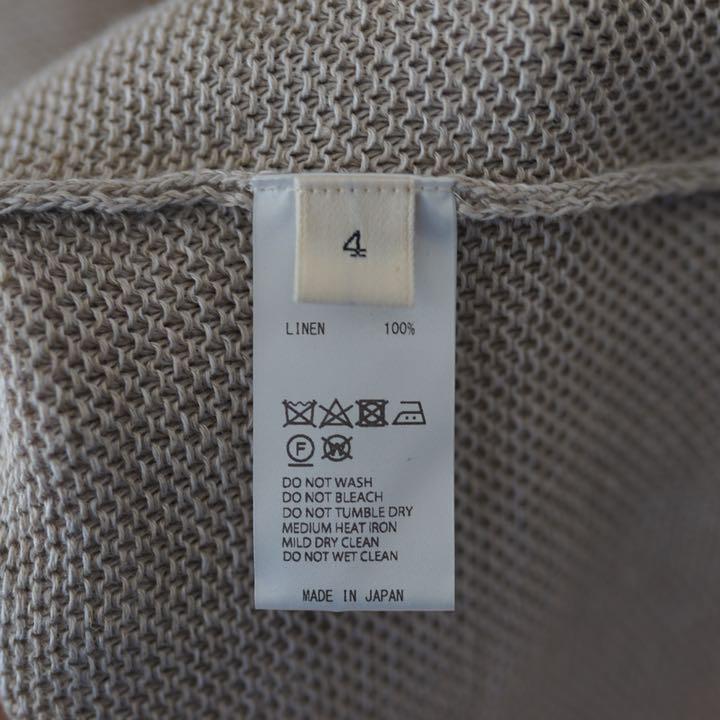 4
LINEN 100%
F W
DO NOT WASH
DO NOT BLEACH
DO NOT TUMBLE DRY
MEDIUM HEAT IRON
MILD DRY CLEAN
DO NOT WET CLEAN
MADE IN JAPAN